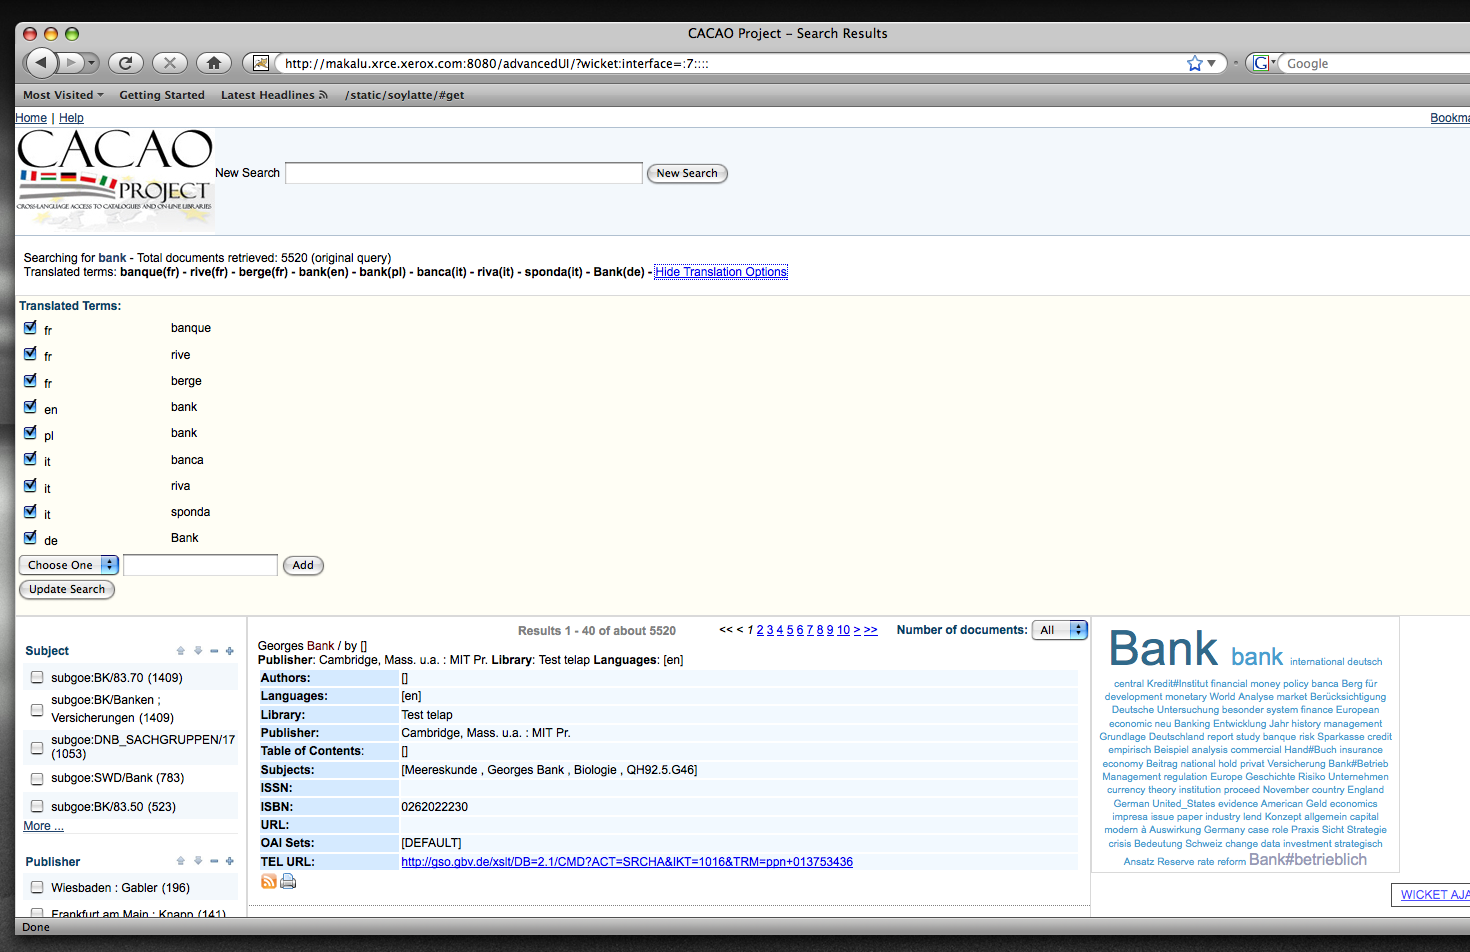 CACAO Project – Search Results
http://makalu.xrce.xerox.com:8080/advancedUI/?wicket:interface=:7::::
Google
Most Visited Getting Started Latest Headlines /static/soylatte/#get
Home | Help
Bookma
CACAO
PROJECT
CROSS-LANGUAGE ACCESS TO CATALOGUES AND ON-LINE LIBRARIES
New Search New Search
Searching for bank - Total documents retrieved: 5520 (original query)
Translated terms: banque(fr) - rive(fr) - berge(fr) - bank(en) - bank(pl) - banca(it) - riva(it) - sponda(it) - Bank(de) - Hide Translation Options
Translated Terms:
fr banque
fr rive
fr berge
en bank
pl bank
it banca
it riva
it sponda
de Bank
Choose One Add
Update Search
Subject
subgoe:BK/83.70 (1409)
subgoe:BK/Banken ;
Versicherungen (1409)
subgoe:DNB_SACHGRUPPEN/17
(1053)
subgoe:SWD/Bank (783)
subgoe:BK/83.50 (523)
More ...
Publisher
Wiesbaden : Gabler (196)
Frankfurt am Main : Knapp (141)
Results 1 - 40 of about 5520 << < 1 2 3 4 5 6 7 8 9 10 > >> Number of documents: All
Georges Bank / by []
Publisher: Cambridge, Mass. u.a. : MIT Pr. Library: Test telap Languages: [en]
Authors: []
Languages: [en]
Library: Test telap
Publisher: Cambridge, Mass. u.a. : MIT Pr.
Table of Contents: []
Subjects: [Meereskunde , Georges Bank , Biologie , QH92.5.G46]
ISSN:
ISBN: 0262022230
URL:
OAI Sets: [DEFAULT]
TEL URL: http://gso.gbv.de/xslt/DB=2.1/CMD?ACT=SRCHA&IKT=1016&TRM=ppn+013753436
Bank bank international deutsch
central Kredit#Institut financial money policy banca Berg für
development monetary World Analyse market Berücksichtigung
Deutsche Untersuchung besonder system finance European
economic neu Banking Entwicklung Jahr history management
Grundlage Deutschland report study banque risk Sparkasse credit
empirisch Beispiel analysis commercial Hand#Buch insurance
economy Beitrag national hold privat Versicherung Bank#Betrieb
Management regulation Europe Geschichte Risiko Unternehmen
currency theory institution proceed November country England
German United_States evidence American Geld economics
impresa issue paper industry lend Konzept allgemein capital
modern à Auswirkung Germany case role Praxis Sicht Strategie
crisis Bedeutung Schweiz change data investment strategisch
Ansatz Reserve rate reform Bank#betrieblich
WICKET AJA
Done